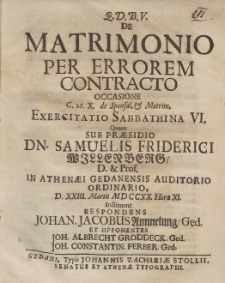 Q.D.B.V.
DE
MATRIMONIO
PER ERROREM
CONTRACTO
OCCASIONE
C. 26. X. de Sponsal. & Matrim.
EXERCITATIO SABBATHINA VI.
Quam
SUB PRÆSIDIO
DN. SAMUELIS FRIDERICI
WILLENBERG/
D. & Prof.
IN ATHENÆI GEDANENSIS AUDITORIO
ORDINARIO,
D. XXIII. Martii MDCCXX. Hora XI.
Instituent
RESPONDENS
JOHAN. JACOBUS Ammelung/ Ged.
ET OPPONENTES
JOH. ALBRECHT GRODDECK. Ged.
JOH. CONSTANTIN. FERBER. Ged.
GEDANI, Typis JOHANNIS ZACHARIÆ STOLLII,
SENATUS ET ATHENÆI TYPOGRAPHI.